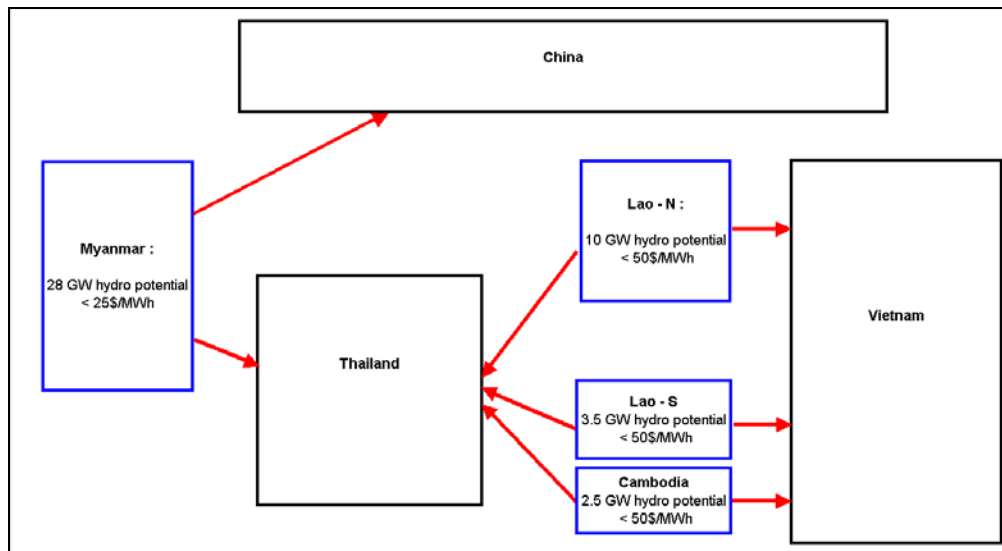 China
Myanmar :
28 GW hydro potential
< 25$/MWh
Thailand
Lao - N :
10 GW hydro potential
< 50$/MWh
Lao - S
3.5 GW hydro potential
< 50$/MWh
Cambodia
2.5 GW hydro potential
< 50$/MWh
Vietnam